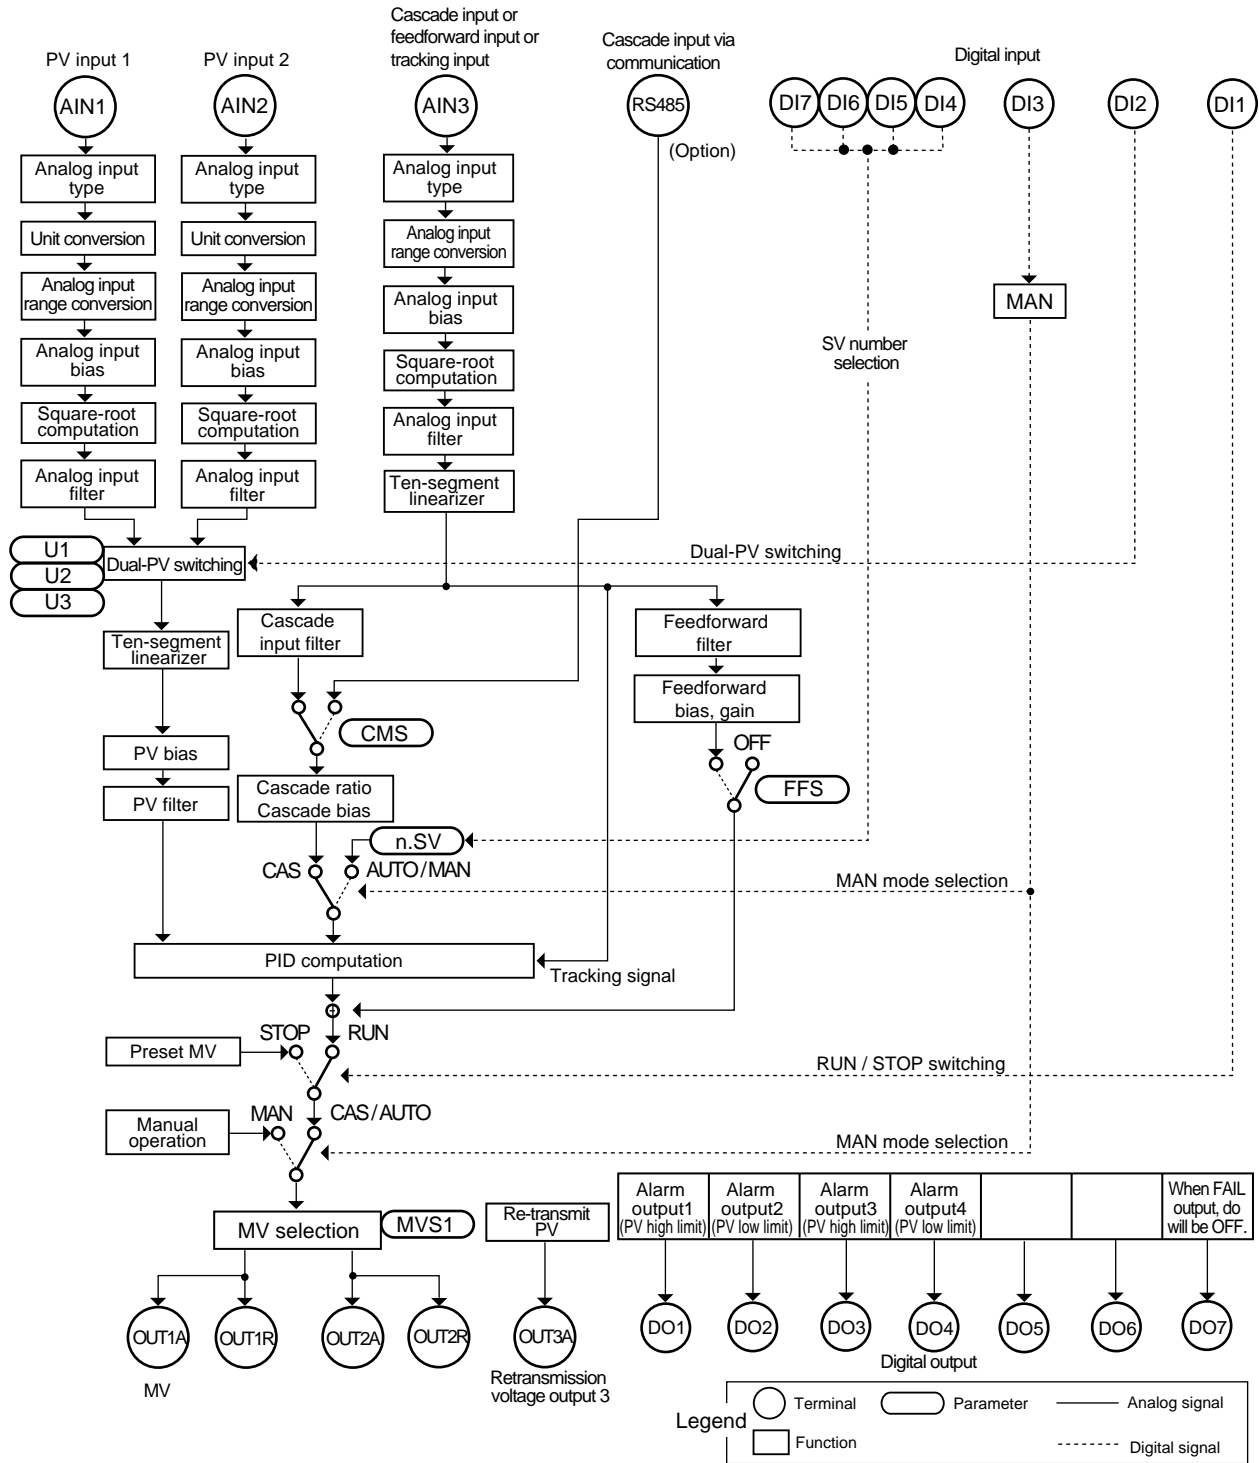 Cascade input or
feedforward input or
tracking input
Cascade input via
communication
PV input 1
PV input 2
Digital input
AIN1
AIN2
AIN3
RS485
(Option)
DI7
DI6
DI5
DI4
DI3
DI2
DI1
Analog input
type
Analog input
type
Analog input
type
Unit conversion
Unit conversion
Analog input
range conversion
Analog input
range conversion
Analog input
range conversion
MAN
Analog input
bias
Analog input
bias
Analog input
bias
SV number
selection
Square-root
computation
Square-root
computation
Square-root
computation
Analog input
filter
Analog input
filter
Analog input
filter
Ten-segment
linearizer
U1
U2
U3
Dual-PV switching
Dual-PV switching
Ten-segment
linearizer
Cascade
input filter
Feedforward
filter
Feedforward
bias, gain
CMS
OFF
FFS
PV bias
PV filter
Cascade ratio
Cascade bias
n.SV
CAS
AUTO / MAN
MAN mode selection
PID computation
Tracking signal
STOP
RUN
Preset MV
RUN / STOP switching
MAN
CAS / AUTO
Manual
operation
MAN mode selection
MV selection
MVS1
Re-transmit
PV
Alarm
output1
(PV high limit)
Alarm
output2
(PV low limit)
Alarm
output3
(PV high limit)
Alarm
output4
(PV low limit)
When FAIL
output, do
will be OFF.
OUT1A
OUT1R
OUT2A
OUT2R
OUT3A
DO1
DO2
DO3
DO4
DO5
DO6
DO7
MV
Retransmission
voltage output 3
Digital output
Legend
Terminal
Parameter
Analog signal
Function
Digital signal